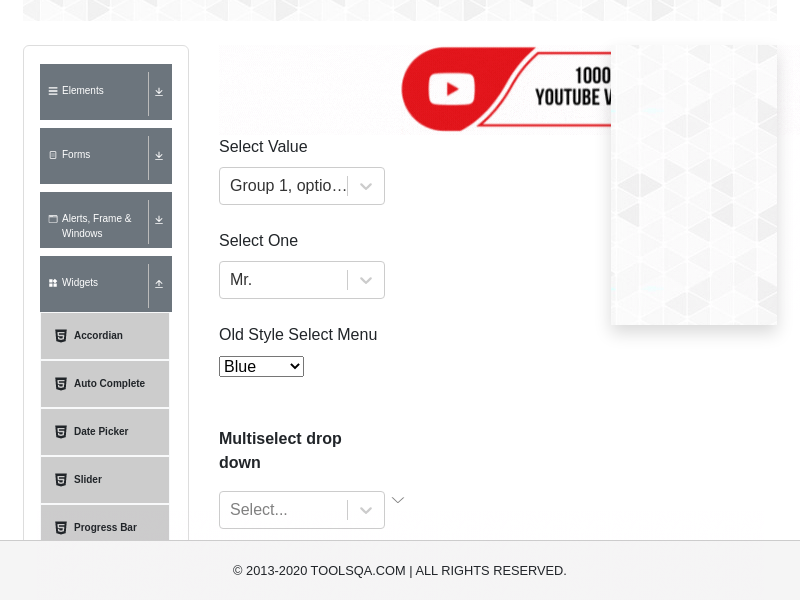 Elements
Forms
Alerts, Frame &
Windows
Widgets
Accordian
Auto Complete
Date Picker
Slider
Progress Bar
1000
YOUTUBE V
Select Value
Group 1, optio...
Select One
Mr.
Old Style Select Menu
Blue
Multiselect drop
down
Select...
© 2013-2020 TOOLSQA.COM | ALL RIGHTS RESERVED.